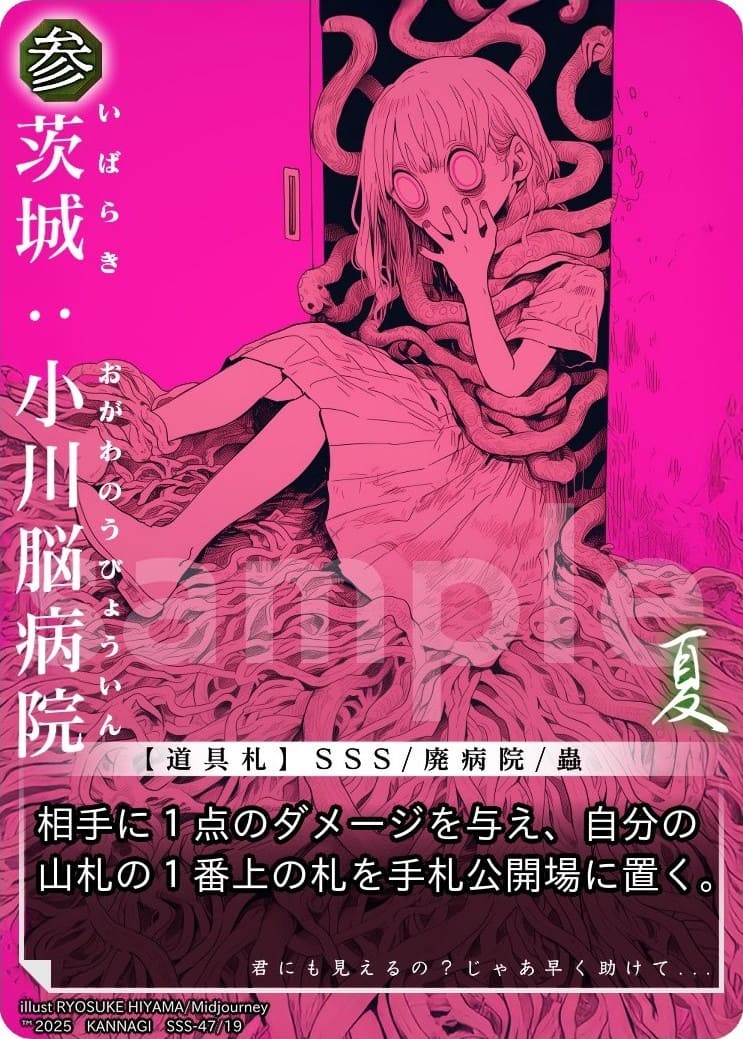 参
茨城：小川脳病院
いばらき
おがわのうびょういん
ample
夏
【道具札】SSS/廃病院/蟲
相手に１点のダメージを与え、自分の
山札の１番上の札を手札公開場に置く。
君にも見えるの？じゃあ早く助けて...
illust RYOSUKE HIYAMA/Midjourney
™2025 KANNAGI SSS-47/19